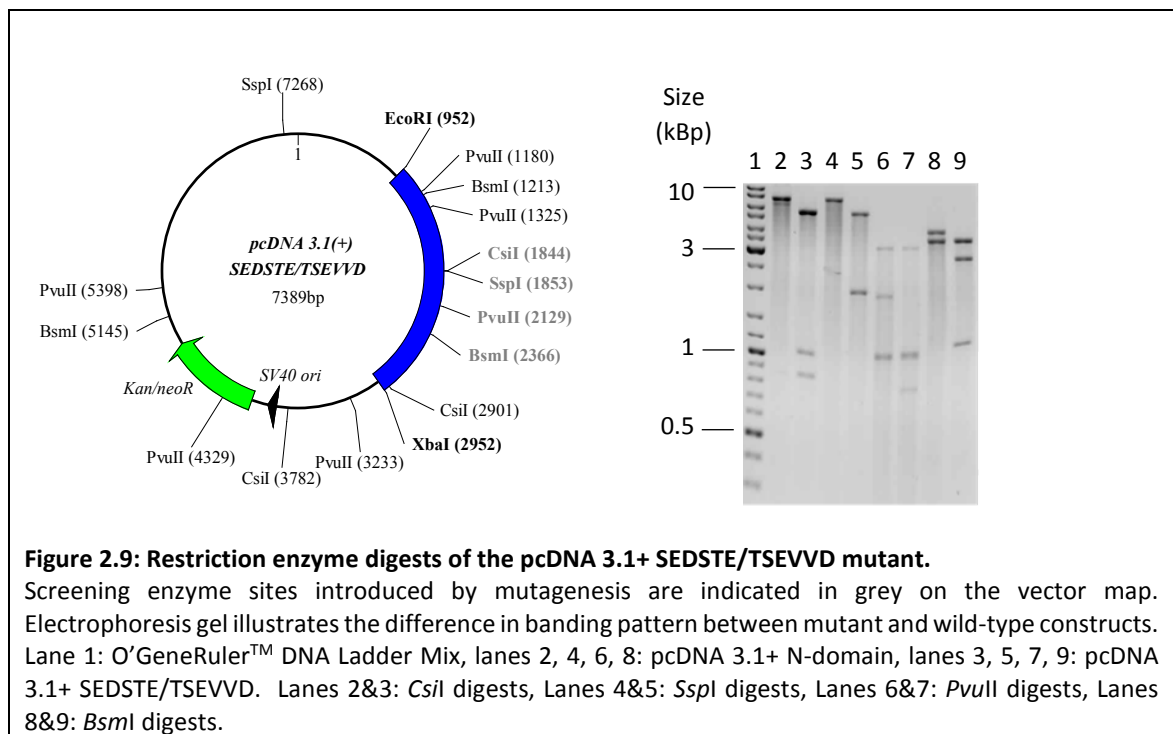 SspI (7268)
EcoRI (952)
1
PvuII (1180)
BsmI (1213)
PvuII (1325)
pcDNA 3.1(+)
SEDSTE/TSEVVD
7389bp
CsiI (1844)
SspI (1853)
PvuII (2129)
BsmI (2366)
PvuII (5398)
BsmI (5145)
Kan/neoR
SV40 ori
CsiI (2901)
XbaI (2952)
PvuII (4329)
PvuII (3233)
CsiI (3782)
Size
(kBp)
1 2 3 4 5 6 7 8 9
10
3
1
0.5
Figure 2.9: Restriction enzyme digests of the pcDNA 3.1+ SEDSTE/TSEVVD mutant.
Screening enzyme sites introduced by mutagenesis are indicated in grey on the vector map.
Electrophoresis gel illustrates the difference in banding pattern between mutant and wild-type constructs.
Lane 1: O’GeneRuler™ DNA Ladder Mix, lanes 2, 4, 6, 8: pcDNA 3.1+ N-domain, lanes 3, 5, 7, 9: pcDNA
3.1+ SEDSTE/TSEVVD. Lanes 2&3: CsiI digests, Lanes 4&5: SspI digests, Lanes 6&7: PvuII digests, Lanes
8&9: BsmI digests.